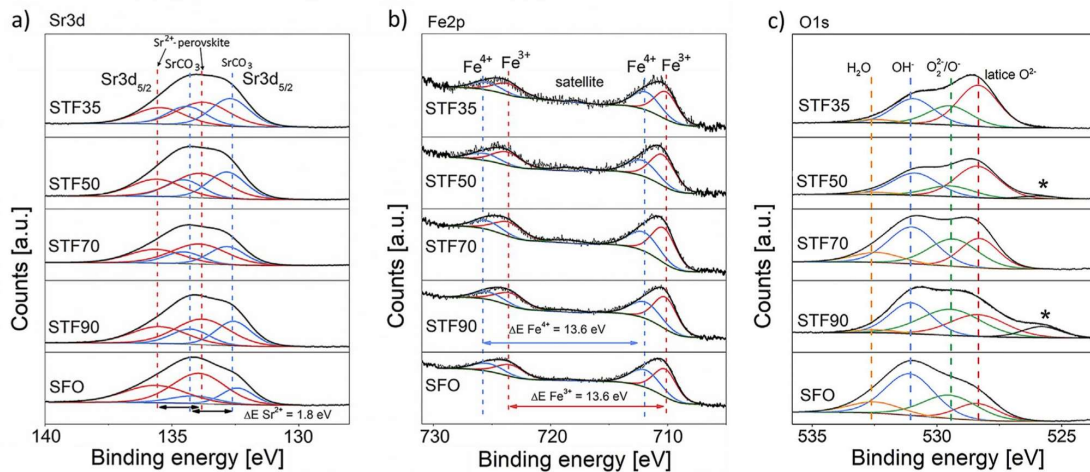 a) Sr3d
Sr²⁺-perovskite
SrCO₃ SrCO₃
Sr3d₅/₂ Sr3d₅/₂
STF35
STF50
STF70
STF90
SFO
ΔE Sr²⁺ = 1.8 eV
140 135 130
Binding energy [eV]
Counts [a.u.]
b) Fe2p
Fe⁴⁺ Fe³⁺ satellite Fe⁴⁺ Fe³⁺
STF35
STF50
STF70
STF90
ΔE Fe⁴⁺ = 13.6 eV
SFO
ΔE Fe³⁺ = 13.6 eV
730 720 710
Binding energy [eV]
Counts [a.u.]
c) O1s
H₂O OH⁻ O₂²⁻/O⁻ latice O²⁻
STF35
STF50 *
STF70
STF90 *
SFO
535 530 525
Binding energy [eV]
Counts [a.u.]